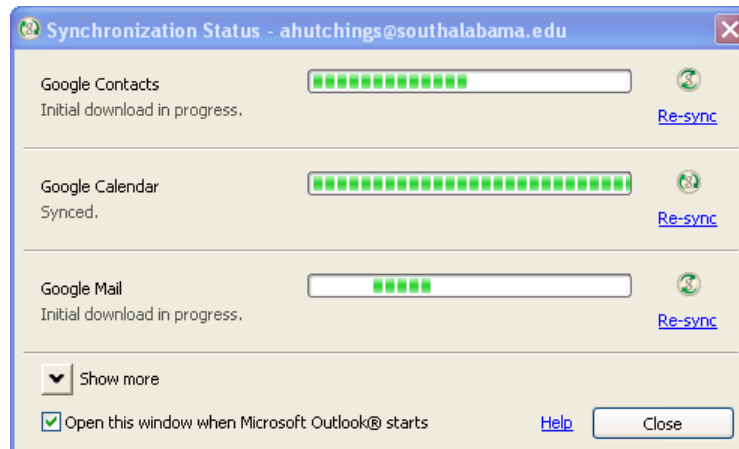 Synchronization Status - ahutchings@southalabama.edu
Google Contacts
Initial download in progress.
Re-sync
Google Calendar
Synced.
Re-sync
Google Mail
Initial download in progress.
Re-sync
Show more
Open this window when Microsoft Outlook® starts
Help
Close